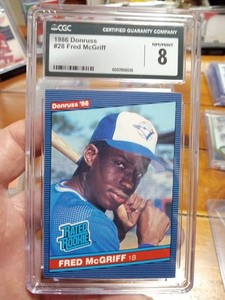 CGC
CERTIFIED GUARANTY COMPANY
1986 Donruss
#28 Fred McGriff
NM/MINT
8
Donruss '86
RATED
ROOKIE
FRED McGRIFF 1B